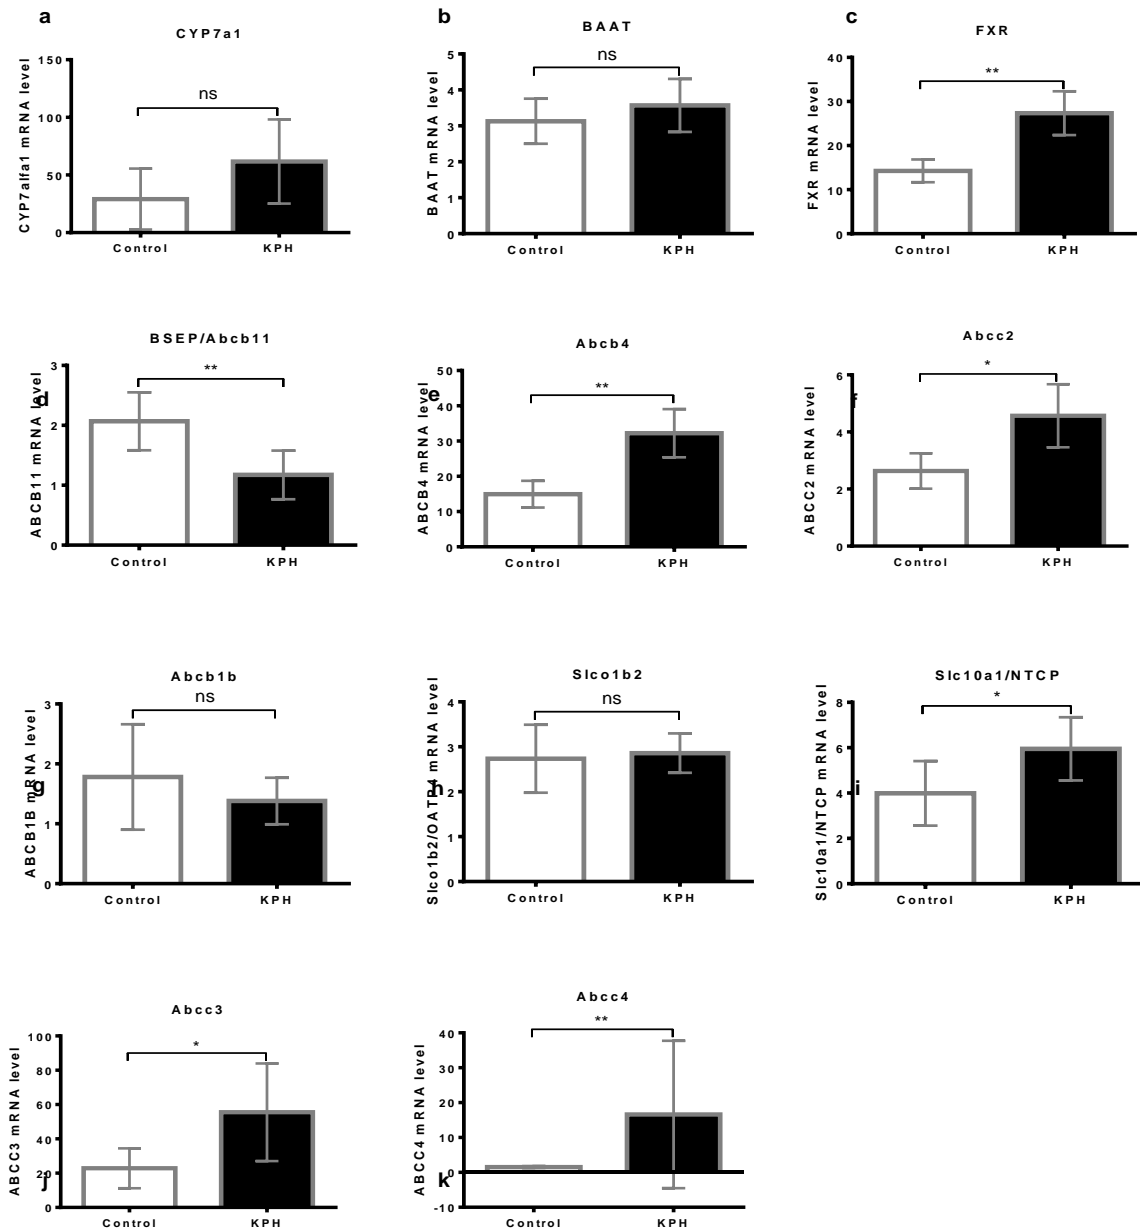 a
CYP7a1
CYP7alfa1 mRNA level
150
100
50
0
ns
Control
KPH
b
BAAT
BAAT mRNA level
5
4
3
2
1
0
ns
Control
KPH
c
FXR
FXR mRNA level
40
30
20
10
0
**
Control
KPH
d
BSEP/Abcb11
ABCB11 mRNA level
3
2
1
0
**
Control
KPH
e
Abcb4
ABCB4 mRNA level
50
40
30
20
10
0
**
Control
KPH
f
Abcc2
ABCC2 mRNA level
6
4
2
0
*
Control
KPH
g
Abcb1b
ABCB1B mRNA level
3
2
1
0
ns
Control
KPH
h
Slco1b2
Slco1b2/OATP4 mRNA level
4
3
2
1
0
ns
Control
KPH
i
Slc10a1/NTCP
Slc10a1/NTCP mRNA level
8
6
4
2
0
*
Control
KPH
j
Abcc3
ABCC3 mRNA level
100
80
60
40
20
0
*
Control
KPH
k
Abcc4
ABCC4 mRNA level
40
30
20
10
0
-10
**
Control
KPH